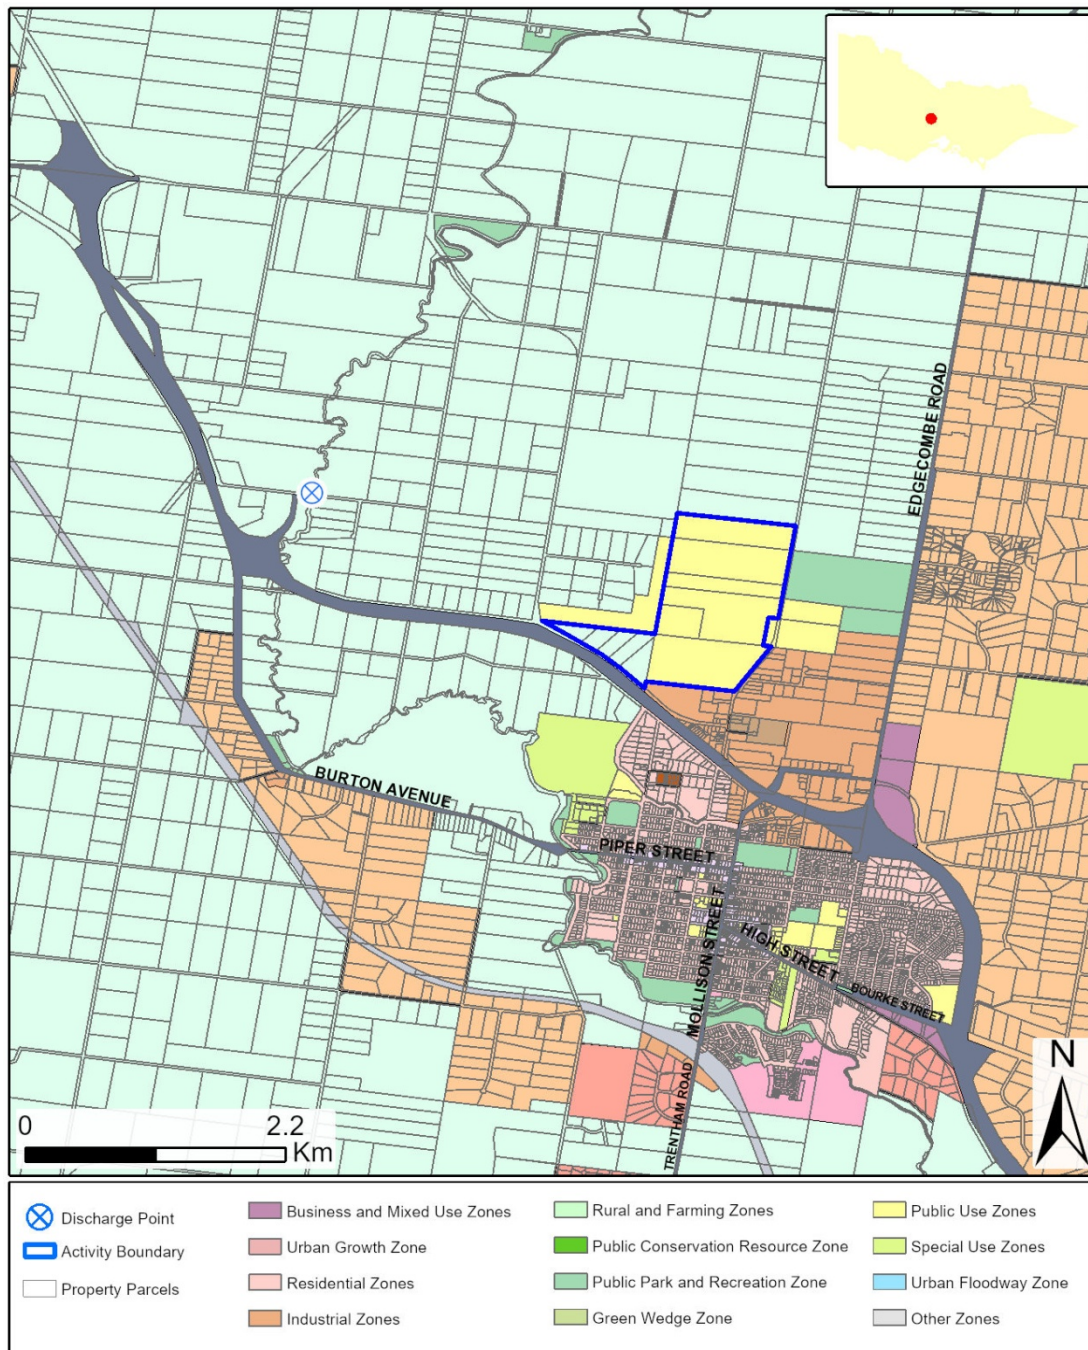 EDGECOMBE ROAD
BURTON AVENUE
PIPER STREET
MOLLISON STREET
HIGH STREET
BOURKE STREET
TRENTHAM ROAD
N
0 2.2
Km
Discharge Point
Activity Boundary
Property Parcels
Business and Mixed Use Zones
Urban Growth Zone
Residential Zones
Industrial Zones
Rural and Farming Zones
Public Conservation Resource Zone
Public Park and Recreation Zone
Green Wedge Zone
Public Use Zones
Special Use Zones
Urban Floodway Zone
Other Zones